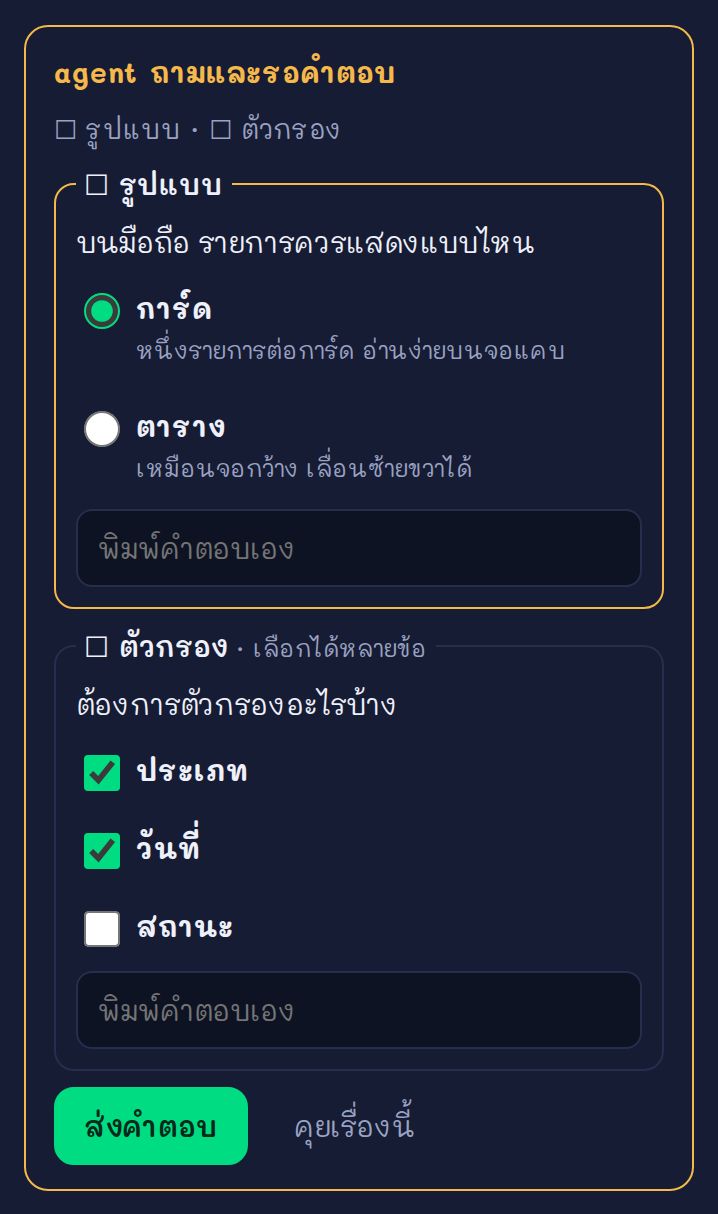 agent ถามและรอคำตอบ
☐ รูปแบบ · ☐ ตัวกรอง
☐ รูปแบบ
บนมือถือ รายการควรแสดงแบบไหน
การ์ด
หนึ่งรายการต่อการ์ด อ่านง่ายบนจอแคบ
ตาราง
เหมือนจอกว้าง เลื่อนซ้ายขวาได้
พิมพ์คำตอบเอง
☐ ตัวกรอง · เลือกได้หลายข้อ
ต้องการตัวกรองอะไรบ้าง
ประเภท
วันที่
สถานะ
พิมพ์คำตอบเอง
ส่งคำตอบ คุยเรื่องนี้